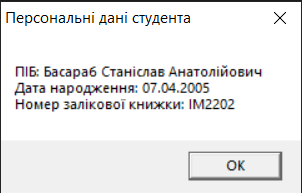 Персональні дані студента
ПІБ: Басараб Станіслав Анатолійович
Дата народження: 07.04.2005
Номер залікової книжки: ІМ2202
OK